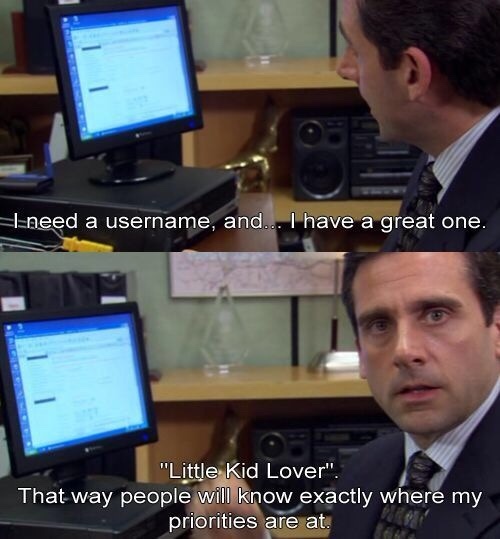 I need a username, and... I have a great one.
"Little Kid Lover".
That way people will know exactly where my
priorities are at.